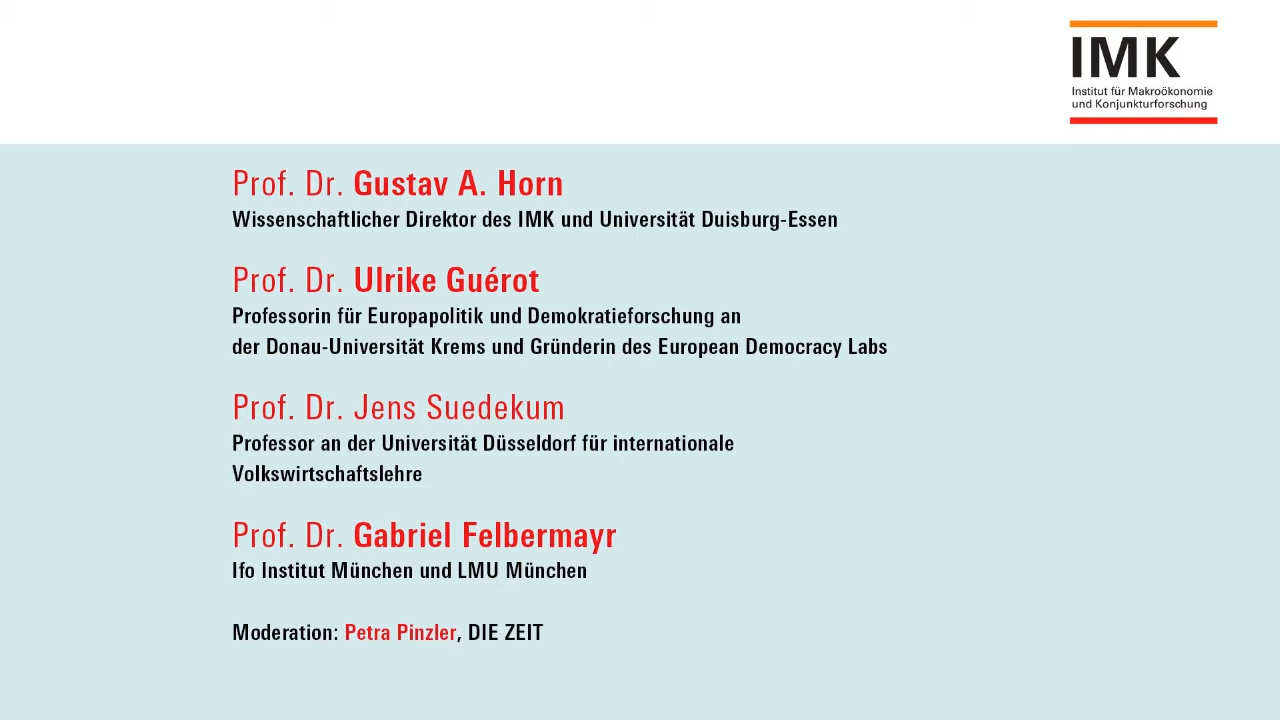 IMK
Institut für Makroökonomie
und Konjunkturforschung
Prof. Dr. Gustav A. Horn
Wissenschaftlicher Direktor des IMK und Universität Duisburg-Essen
Prof. Dr. Ulrike Guérot
Professorin für Europapolitik und Demokratieforschung an
der Donau-Universität Krems und Gründerin des European Democracy Labs
Prof. Dr. Jens Suedekum
Professor an der Universität Düsseldorf für internationale
Volkswirtschaftslehre
Prof. Dr. Gabriel Felbermayr
Ifo Institut München und LMU München
Moderation: Petra Pinzler, DIE ZEIT